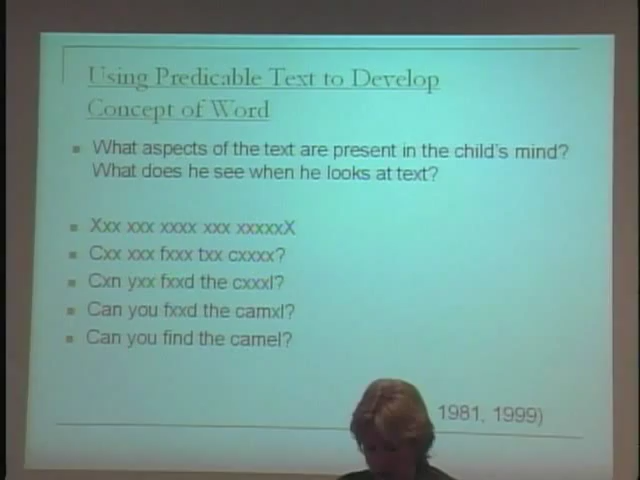 Using Predicable Text to Develop
Concept of Word
What aspects of the text are present in the child's mind?
What does he see when he looks at text?
Xxx xxx xxxx xxx xxxxxX
Cxx xxx fxxx txx cxxxx?
Cxn yxx fxxd the cxxxl?
Can you fxxd the camxl?
Can you find the camel?
1981, 1999)